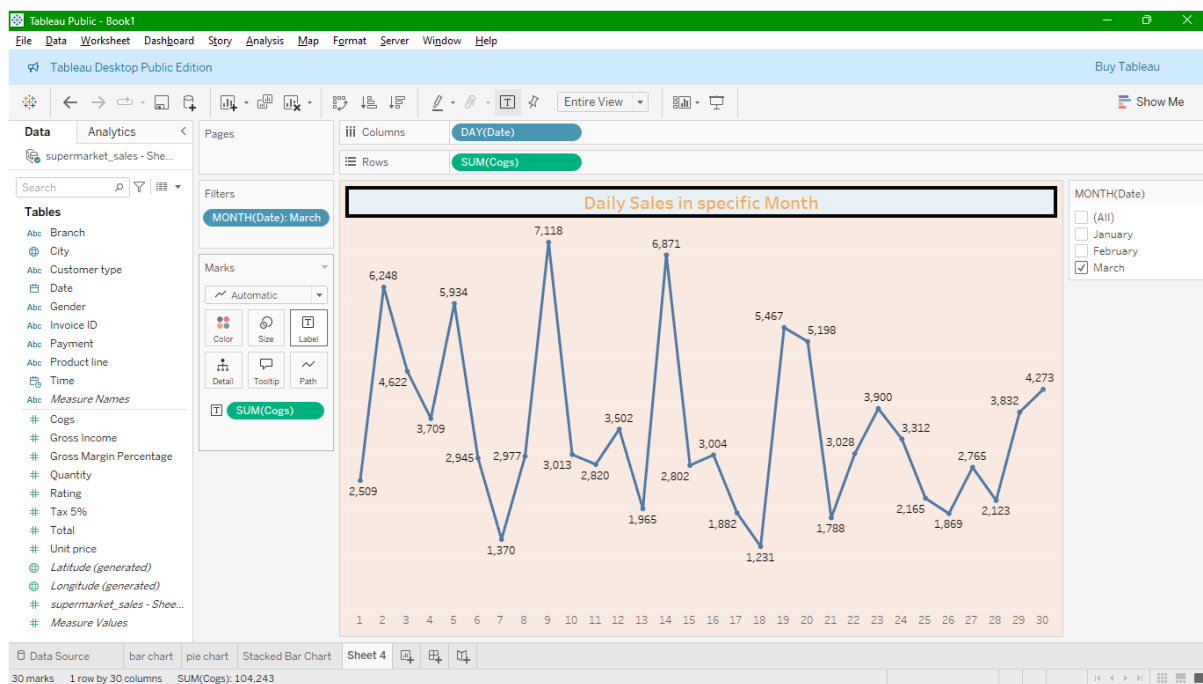 Tableau Public - Book1
File Data Worksheet Dashboard Story Analysis Map Format Server Window Help
Tableau Desktop Public Edition
Buy Tableau
Entire View
Show Me
Data Analytics
supermarket_sales - She...
Search
Tables
Abc Branch
City
Abc Customer type
Date
Abc Gender
Abc Invoice ID
Abc Payment
Abc Product line
Time
Abc Measure Names
# Cogs
# Gross Income
# Gross Margin Percentage
# Quantity
# Rating
# Tax 5%
# Total
# Unit price
Latitude (generated)
Longitude (generated)
# supermarket_sales - Shee...
# Measure Values
Pages
Filters
MONTH(Date): March
Marks
Automatic
Color Size T Label
Detail Tooltip Path
T SUM(Cogs)
Columns DAY(Date)
Rows SUM(Cogs)
Daily Sales in specific Month
2,509
6,248
4,622
3,709
5,934
2,945
1,370
2,977
7,118
3,013
2,820
3,502
1,965
6,871
2,802
3,004
1,882
1,231
5,467
5,198
1,788
3,028
3,900
3,312
2,165
1,869
2,765
2,123
3,832
4,273
1 2 3 4 5 6 7 8 9 10 11 12 13 14 15 16 17 18 19 20 21 22 23 24 25 26 27 28 29 30
MONTH(Date)
(All)
January
February
March
Data Source bar chart pie chart Stacked Bar Chart Sheet 4
30 marks 1 row by 30 columns SUM(Cogs): 104,243